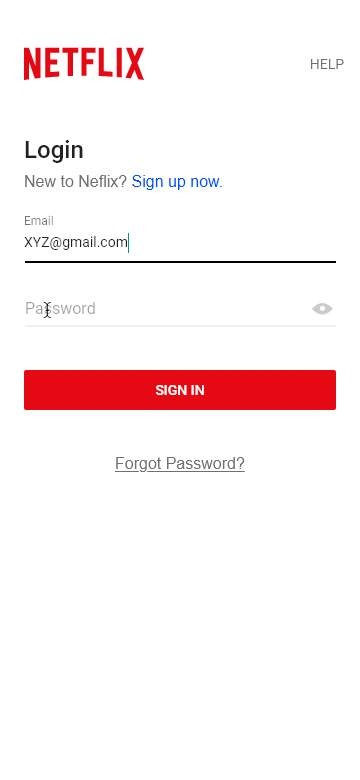 NETFLIX
HELP
Login
New to Neflix? Sign up now.
Email
XYZ@gmail.com
Password
SIGN IN
Forgot Password?